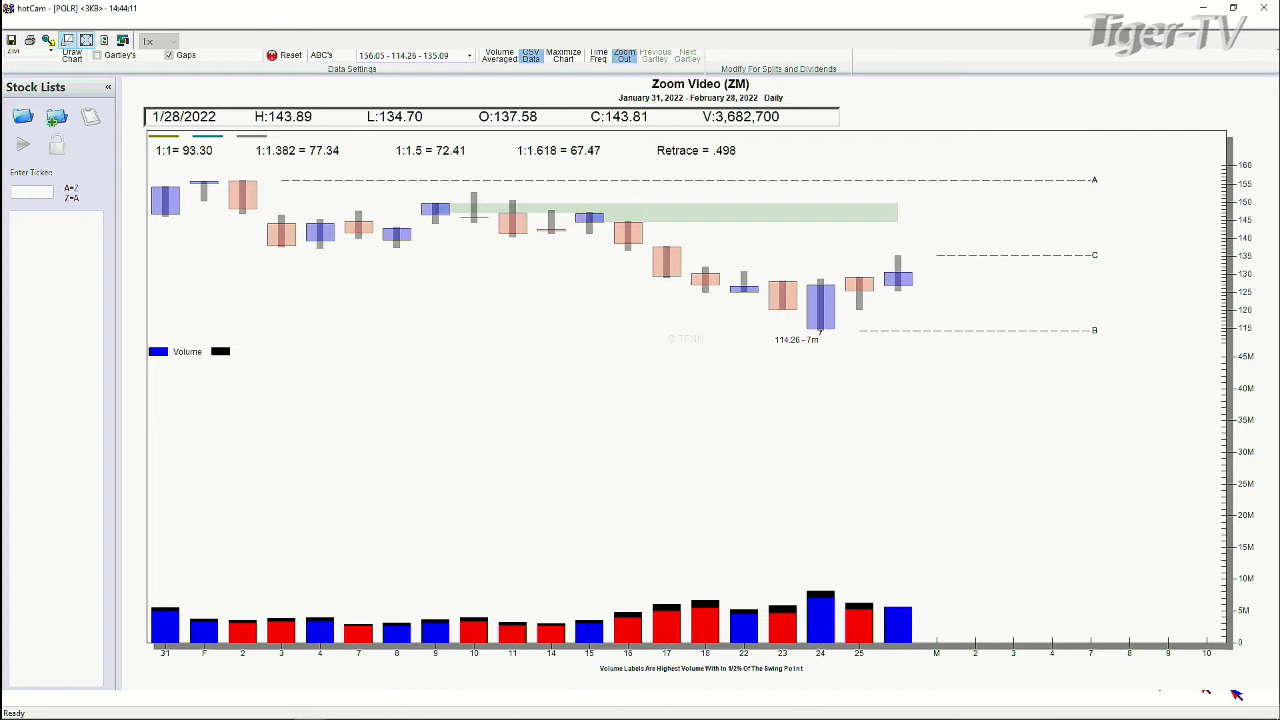 hotCam - [POLR] <3KB>- 14:44:11
Tiger-TV
1x
ZM
Draw
Chart
Gartley's
Gaps
Reset
ABC's
156.05 - 114.26 - 135.09
Volume
Averaged
CSV
Data
Maximize
Chart
Time
Freq
Zoom
Out
Previous
Gartley
Next
Gartley
Data Settings
Modify For Splits and Dividends
Stock Lists
«
Enter Ticker:
A-Z
Z-A
Zoom Video (ZM)
January 31, 2022 - February 28, 2022 Daily
1/28/2022 H:143.89 L:134.70 O:137.58 C:143.81 V:3,682,700
1:1= 93.30 1:1.382 = 77.34 1:1.5 = 72.41 1:1.618 = 67.47 Retrace = .498
160
A
155
150
145
140
C
135
130
125
120
B
115
114.26 - 7m
© TFNN
Volume
45M
40M
35M
30M
25M
20M
15M
10M
5M
0
31 F 2 3 4 7 8 9 10 11 14 15 16 17 18 22 23 24 25 M 2 3 7 8 9 10
Volume Labels Are Highest Volume With In 1/2% Of The Swing Point
Ready